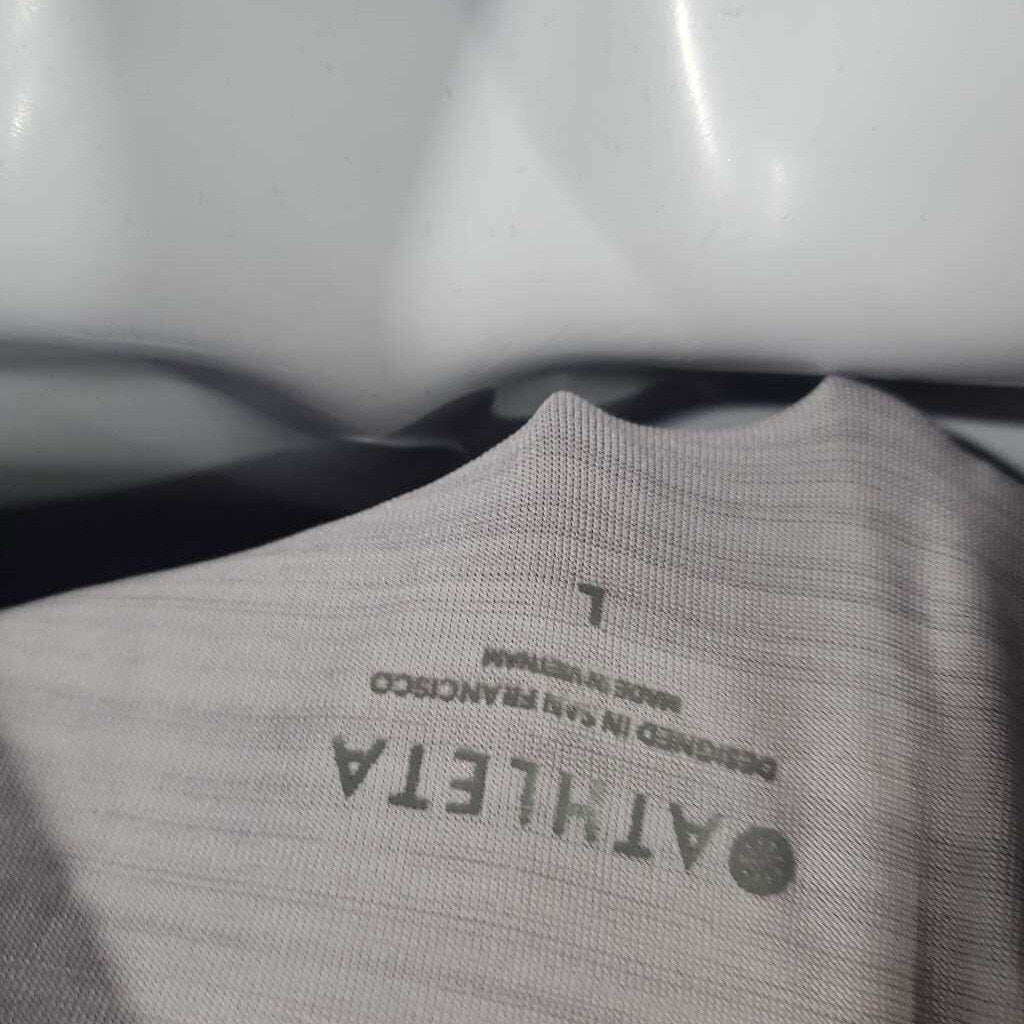 ATHLETA
DESIGNED IN SAN FRANCISCO
MADE IN VIETNAM
L